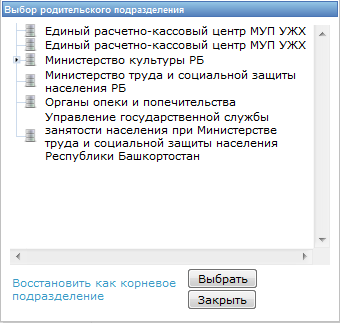 Выбор родительского подразделения
Единый расчетно-кассовый центр МУП УЖХ
Единый расчетно-кассовый центр МУП УЖХ
Министерство культуры РБ
Министерство труда и социальной защиты
населения РБ
Органы опеки и попечительства
Управление государственной службы
занятости населения при Министерстве
труда и социальной защиты населения
Республики Башкортостан
Восстановить как корневое
подразделение
Выбрать
Закрыть